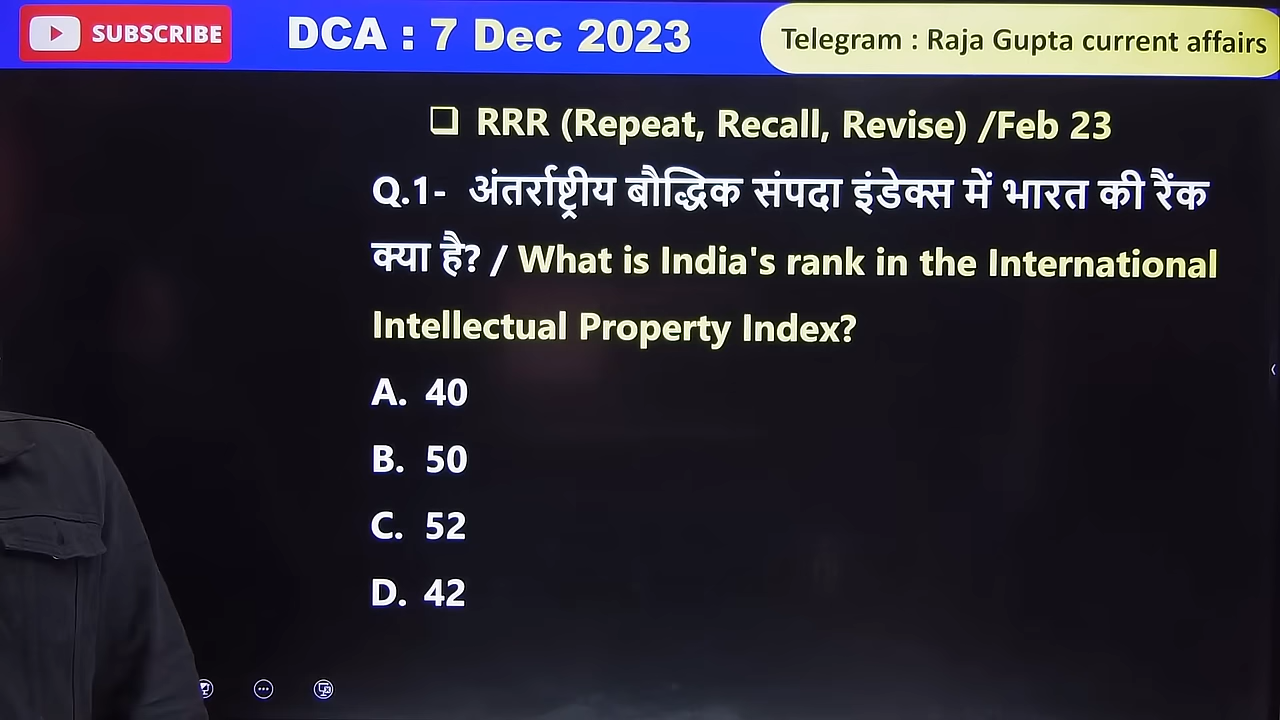 SUBSCRIBE
DCA : 7 Dec 2023
Telegram : Raja Gupta current affairs
❑ RRR (Repeat, Recall, Revise) /Feb 23
Q.1- अंतर्राष्ट्रीय बौद्धिक संपदा इंडेक्स में भारत की रैंक
क्या है? / What is India's rank in the International
Intellectual Property Index?
A. 40
B. 50
C. 52
D. 42